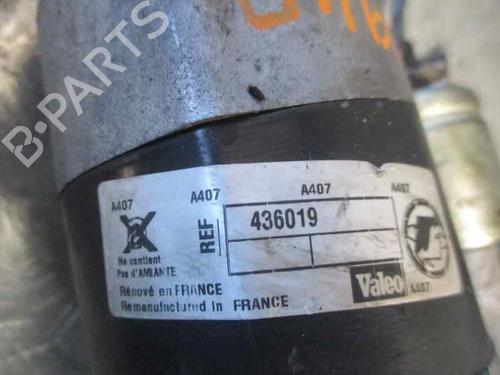 B-PARTS
A407
A407
A407
A407
REF
436019
Ne contient
Pas d'AMIANTE
Rénové en FRANCE
Remanufactured in FRANCE
Valeo
A407